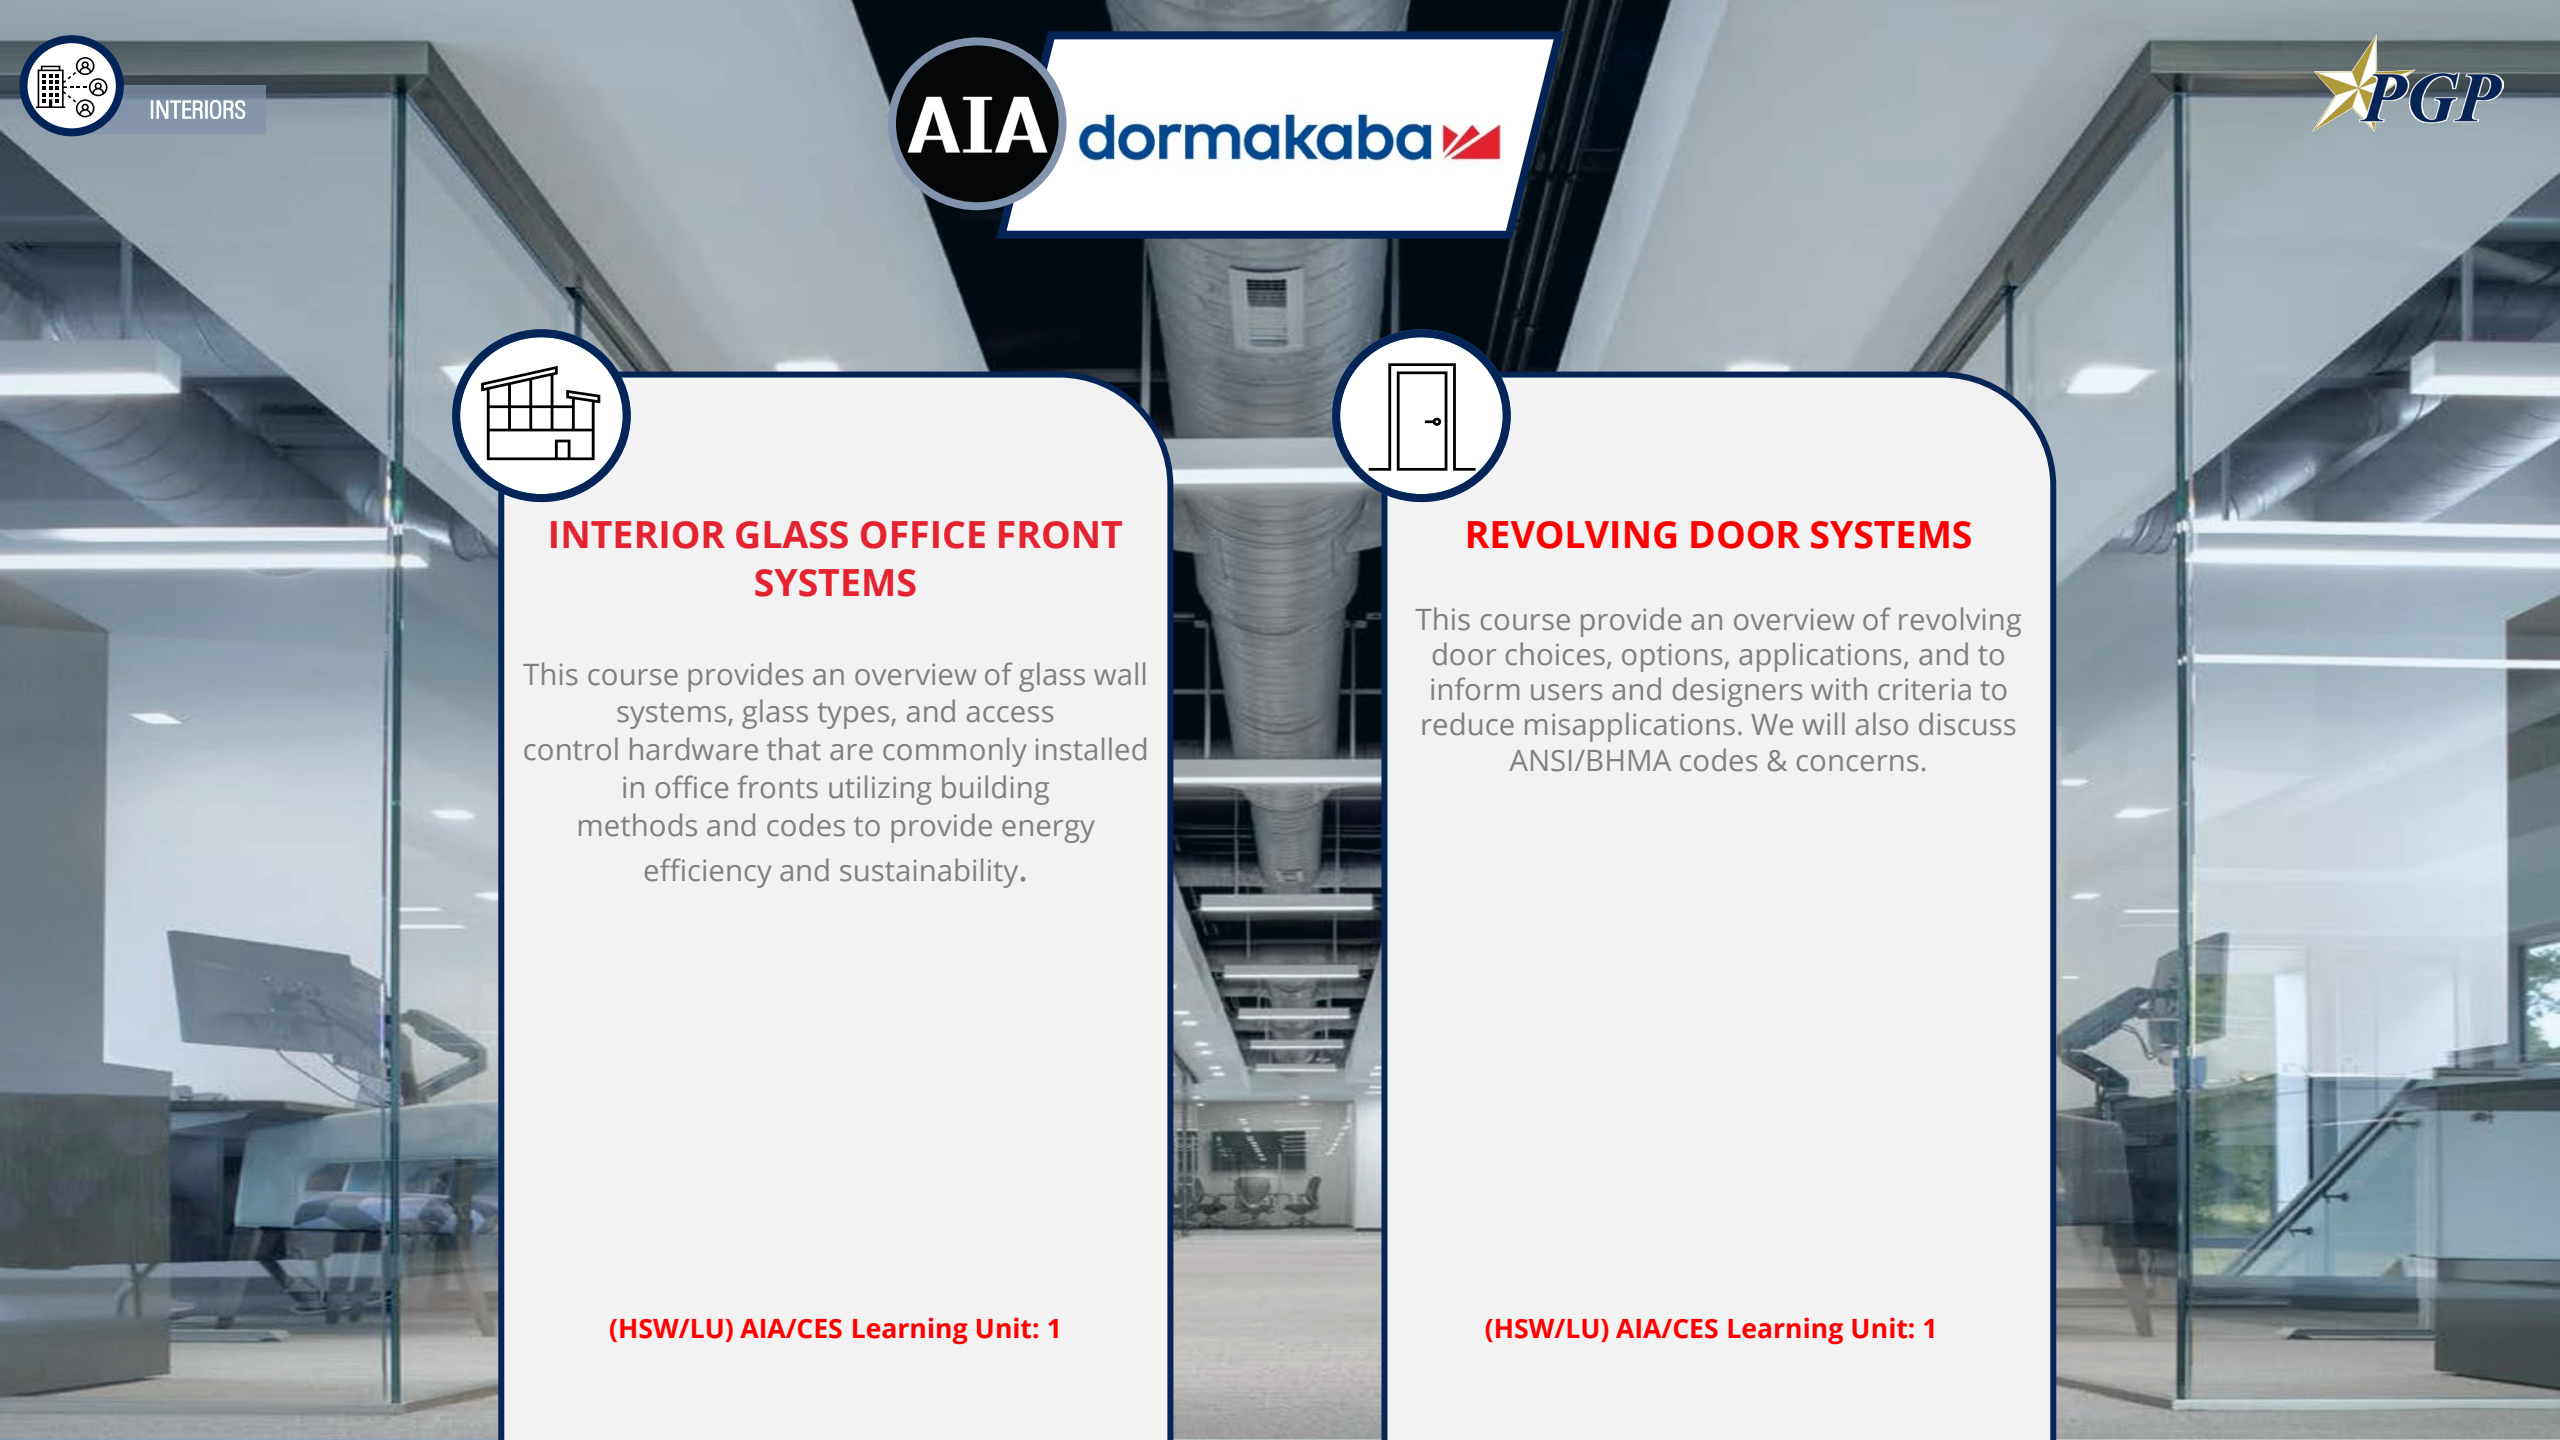 INTERIORS
AIA
dormakaba
PGP
INTERIOR GLASS OFFICE FRONT
SYSTEMS
This course provides an overview of glass wall
systems, glass types, and access
control hardware that are commonly installed
in office fronts utilizing building
methods and codes to provide energy
efficiency and sustainability.
(HSW/LU) AIA/CES Learning Unit: 1
REVOLVING DOOR SYSTEMS
This course provide an overview of revolving
door choices, options, applications, and to
inform users and designers with criteria to
reduce misapplications. We will also discuss
ANSI/BHMA codes & concerns.
(HSW/LU) AIA/CES Learning Unit: 1